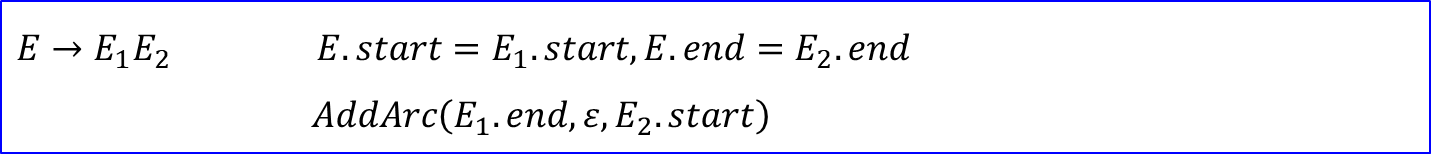 E → E₁E₂ E.start = E₁.start, E.end = E₂.end
AddArc(E₁.end, ε, E₂.start)